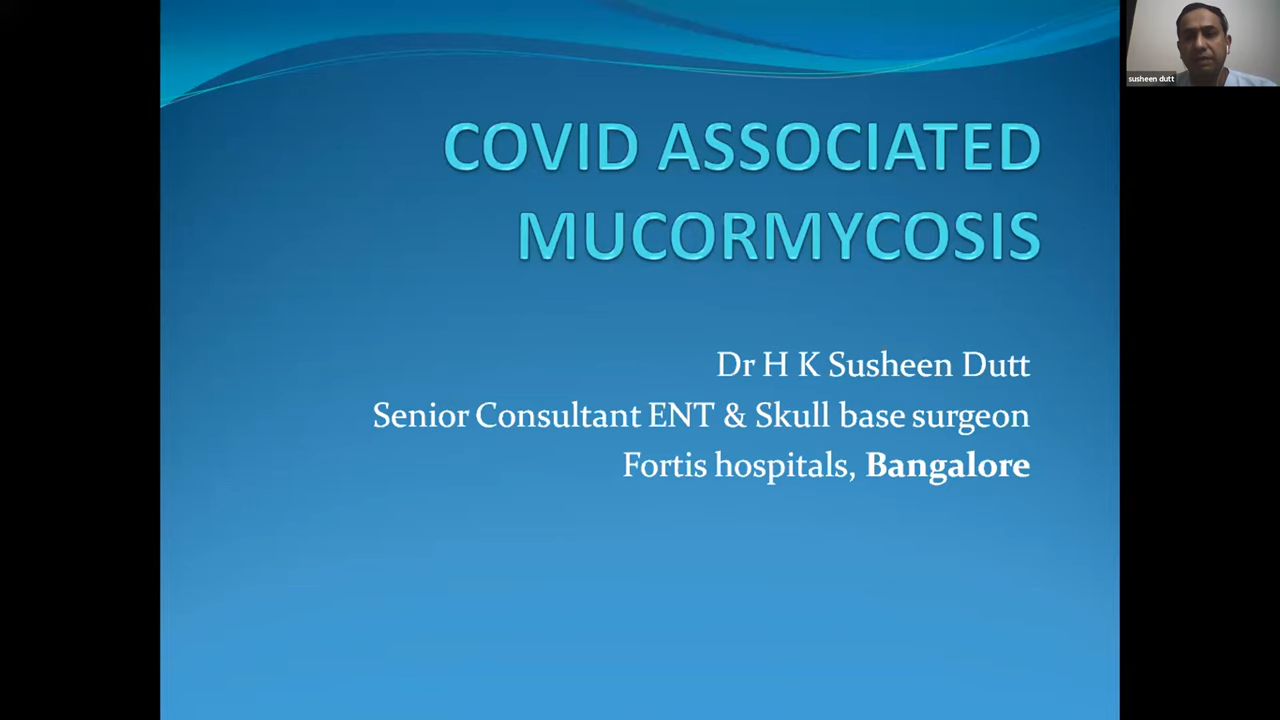 COVID ASSOCIATED
MUCORMYCOSIS
Dr H K Susheen Dutt
Senior Consultant ENT & Skull base surgeon
Fortis hospitals, Bangalore
susheen dutt